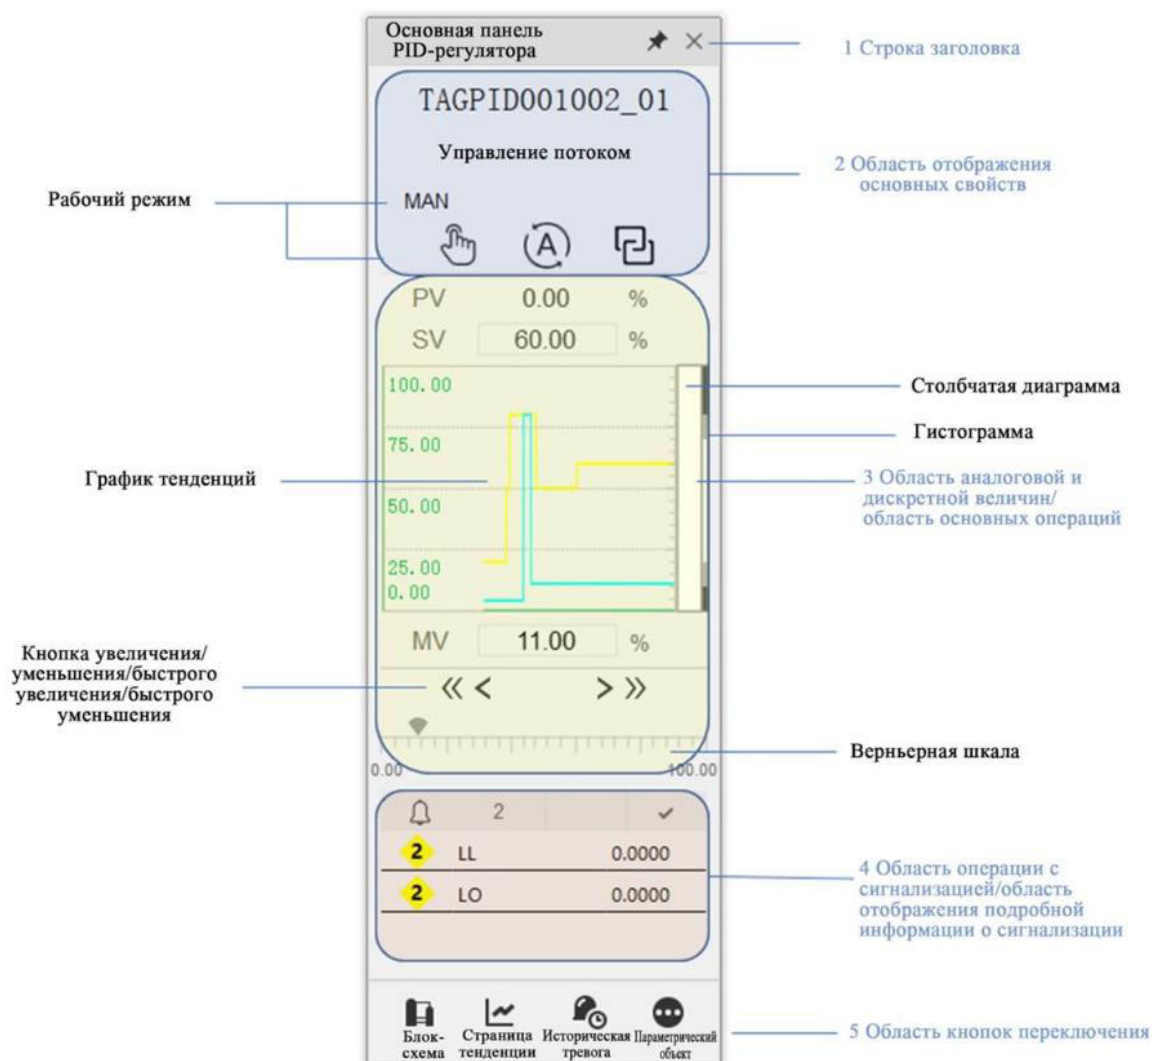 Основная панель
PID-регулятора
1 Строка заголовка
TAGPID001002_01
Управление потоком
2 Область отображения
основных свойств
Рабочий режим
MAN
A
PV 0.00 %
SV 60.00 %
100.00
75.00
50.00
25.00
0.00
Столбчатая диаграмма
Гистограмма
График тенденций
3 Область аналоговой и
дискретной величин/
область основных операций
MV 11.00 %
Кнопка увеличения/
уменьшения/быстрого
увеличения/быстрого
уменьшения
Верньерная шкала
0.00 100.00
2
2 LL 0.0000
2 LO 0.0000
4 Область операции с
сигнализацией/область
отображения подробной
информации о сигнализации
Блок-
схема
Страница
тенденции
Историческая
тревога
Параметрический
объект
5 Область кнопок переключения